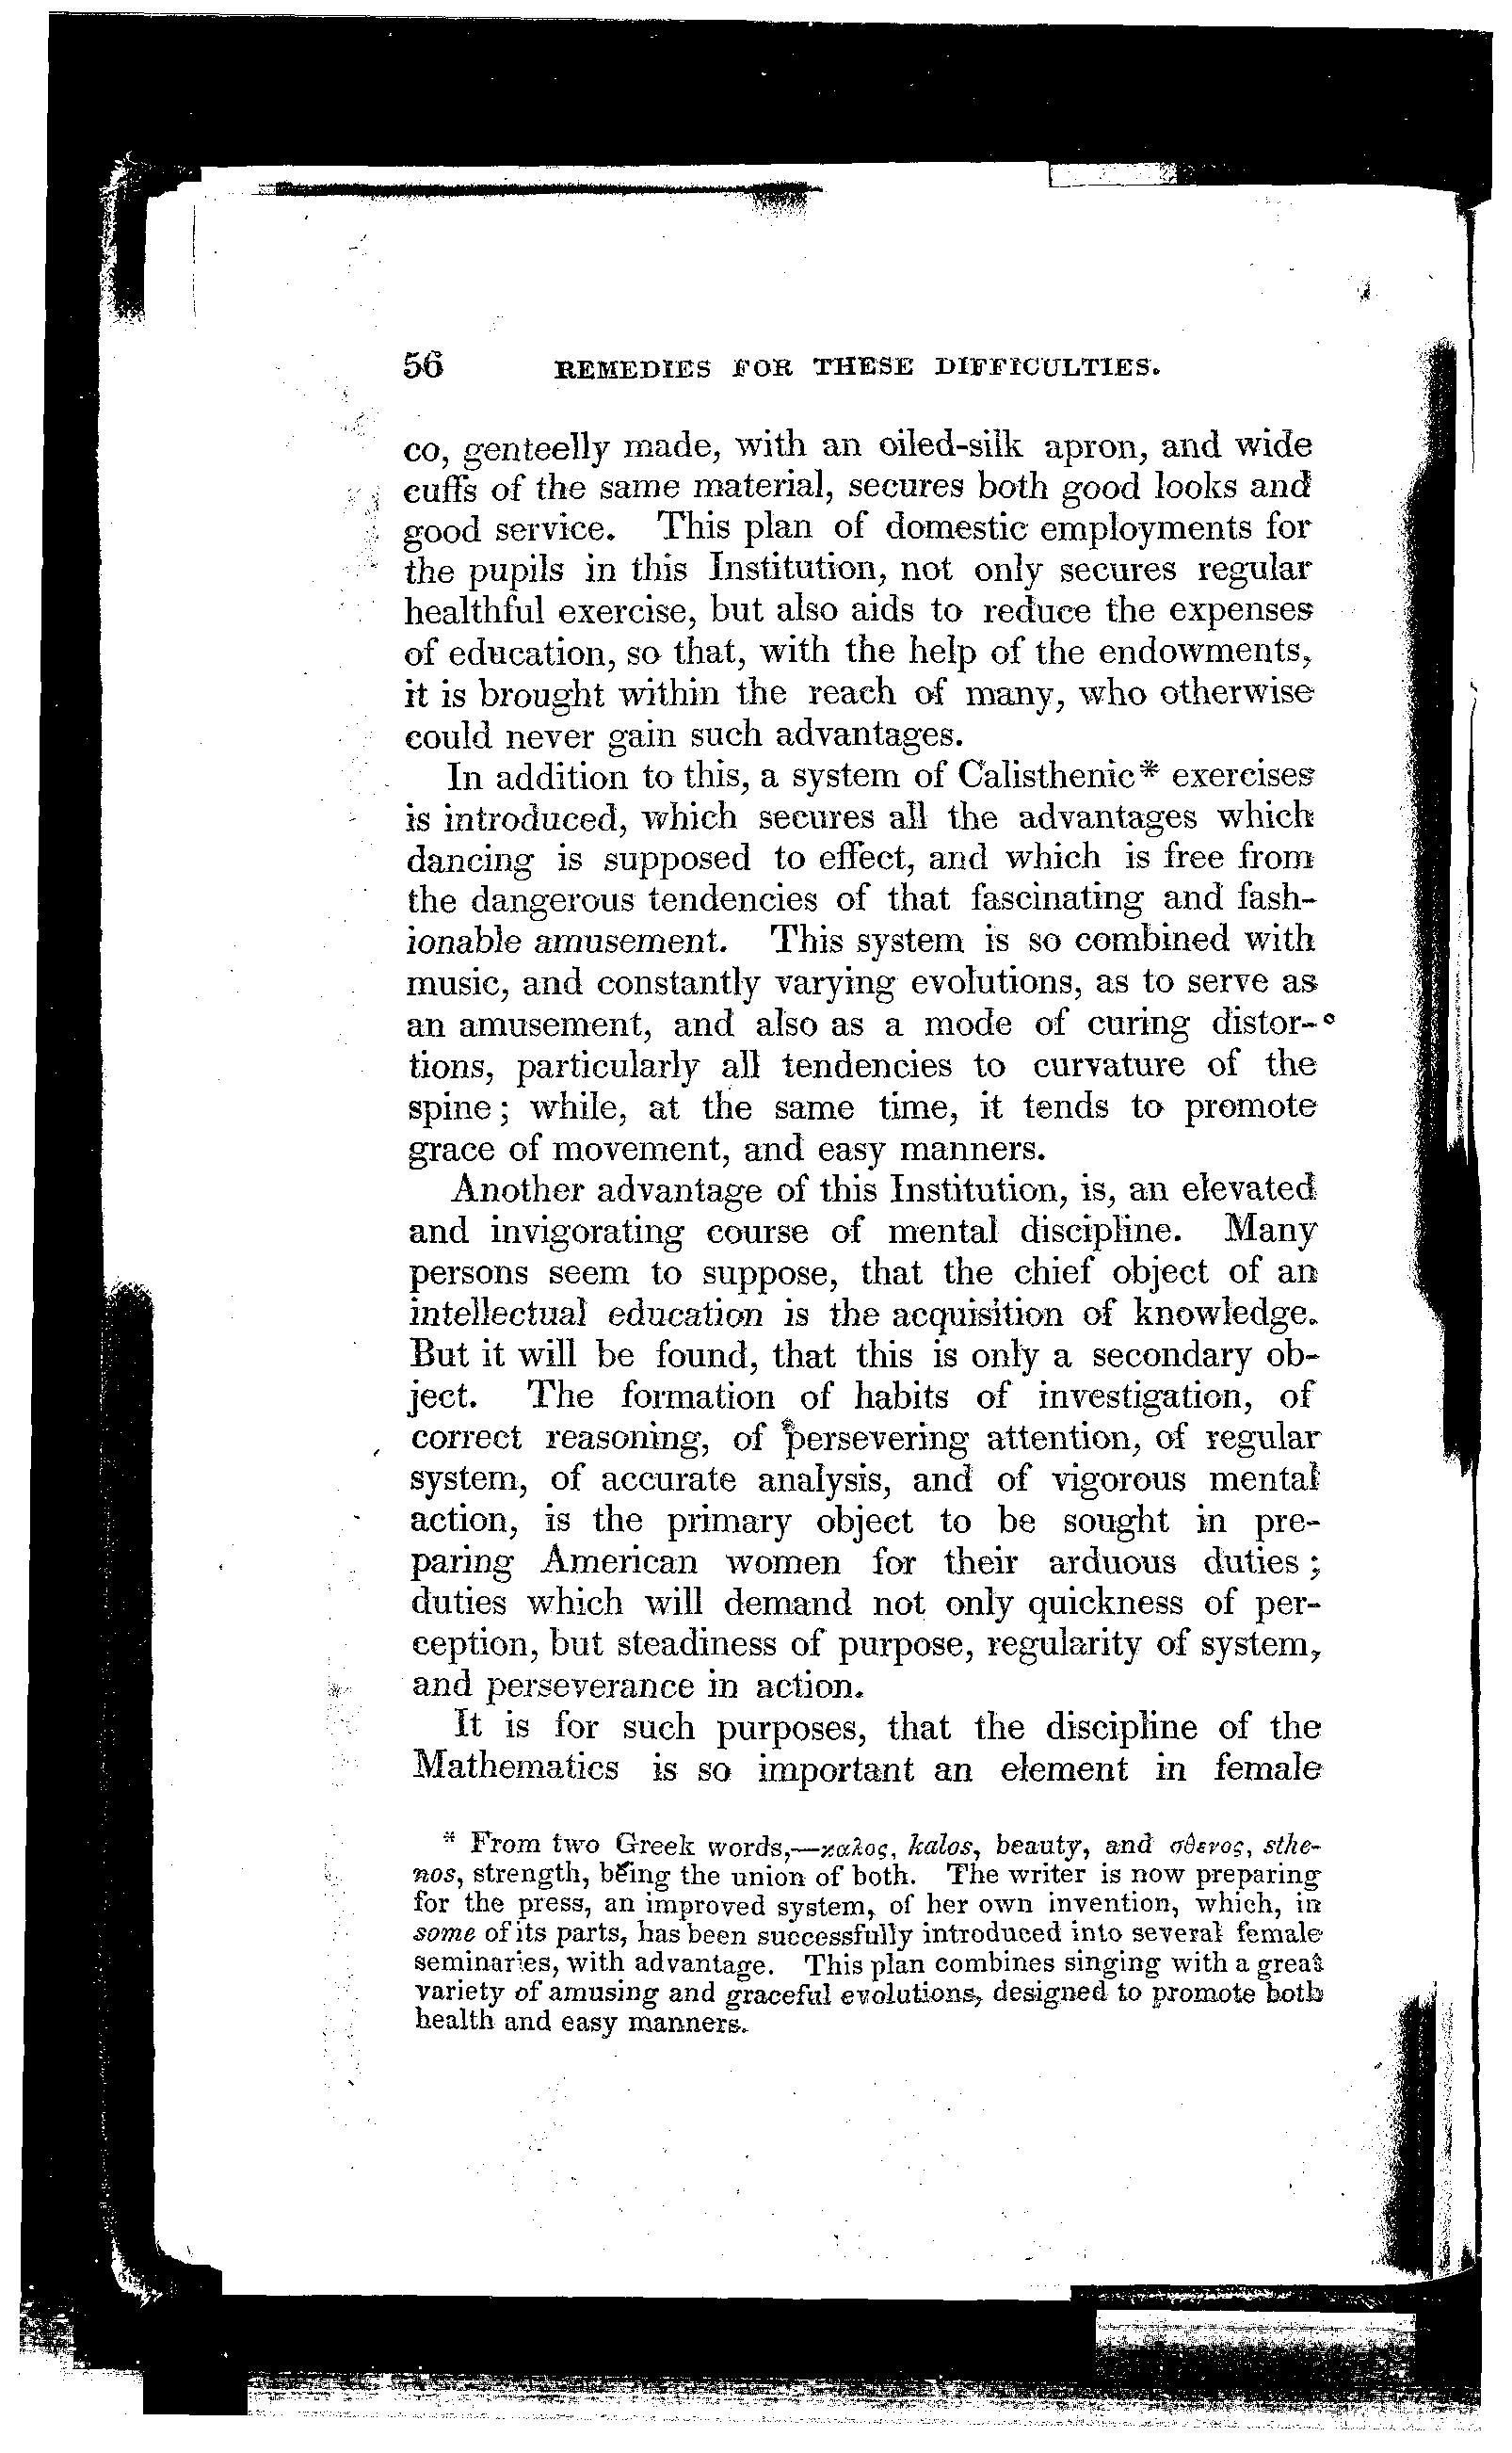 56 REMEDIES FOR THESE DIFFICULTIES.
co, genteelly made, with an oiled-silk apron, and wide
cuffs of the same material, secures both good looks and
good service. This plan of domestic employments for
the pupils in this Institution, not only secures regular
healthful exercise, but also aids to reduce the expenses
of education, so that, with the help of the endowments,
it is brought within the reach of many, who otherwise
could never gain such advantages.
In addition to this, a system of Calisthenic* exercises
is introduced, which secures all the advantages which
dancing is supposed to effect, and which is free from
the dangerous tendencies of that fascinating and fash-
ionable amusement. This system is so combined with
music, and constantly varying evolutions, as to serve as
an amusement, and also as a mode of curing distor-
tions, particularly all tendencies to curvature of the
spine; while, at the same time, it tends to promote
grace of movement, and easy manners.
Another advantage of this Institution, is, an elevated
and invigorating course of mental discipline. Many
persons seem to suppose, that the chief object of an
intellectual education is the acquisition of knowledge.
But it will be found, that this is only a secondary ob-
ject. The formation of habits of investigation, of
correct reasoning, of persevering attention, of regular
system, of accurate analysis, and of vigorous mental
action, is the primary object to be sought in pre-
paring American women for their arduous duties;
duties which will demand not only quickness of per-
ception, but steadiness of purpose, regularity of system,
and perseverance in action.
It is for such purposes, that the discipline of the
Mathematics is so important an element in female
* From two Greek words,—καλος, kalos, beauty, and σθενος, sthe-
nos, strength, being the union of both. The writer is now preparing
for the press, an improved system, of her own invention, which, in
some of its parts, has been successfully introduced into several female
seminaries, with advantage. This plan combines singing with a great
variety of amusing and graceful evolutions, designed to promote both
health and easy manners.